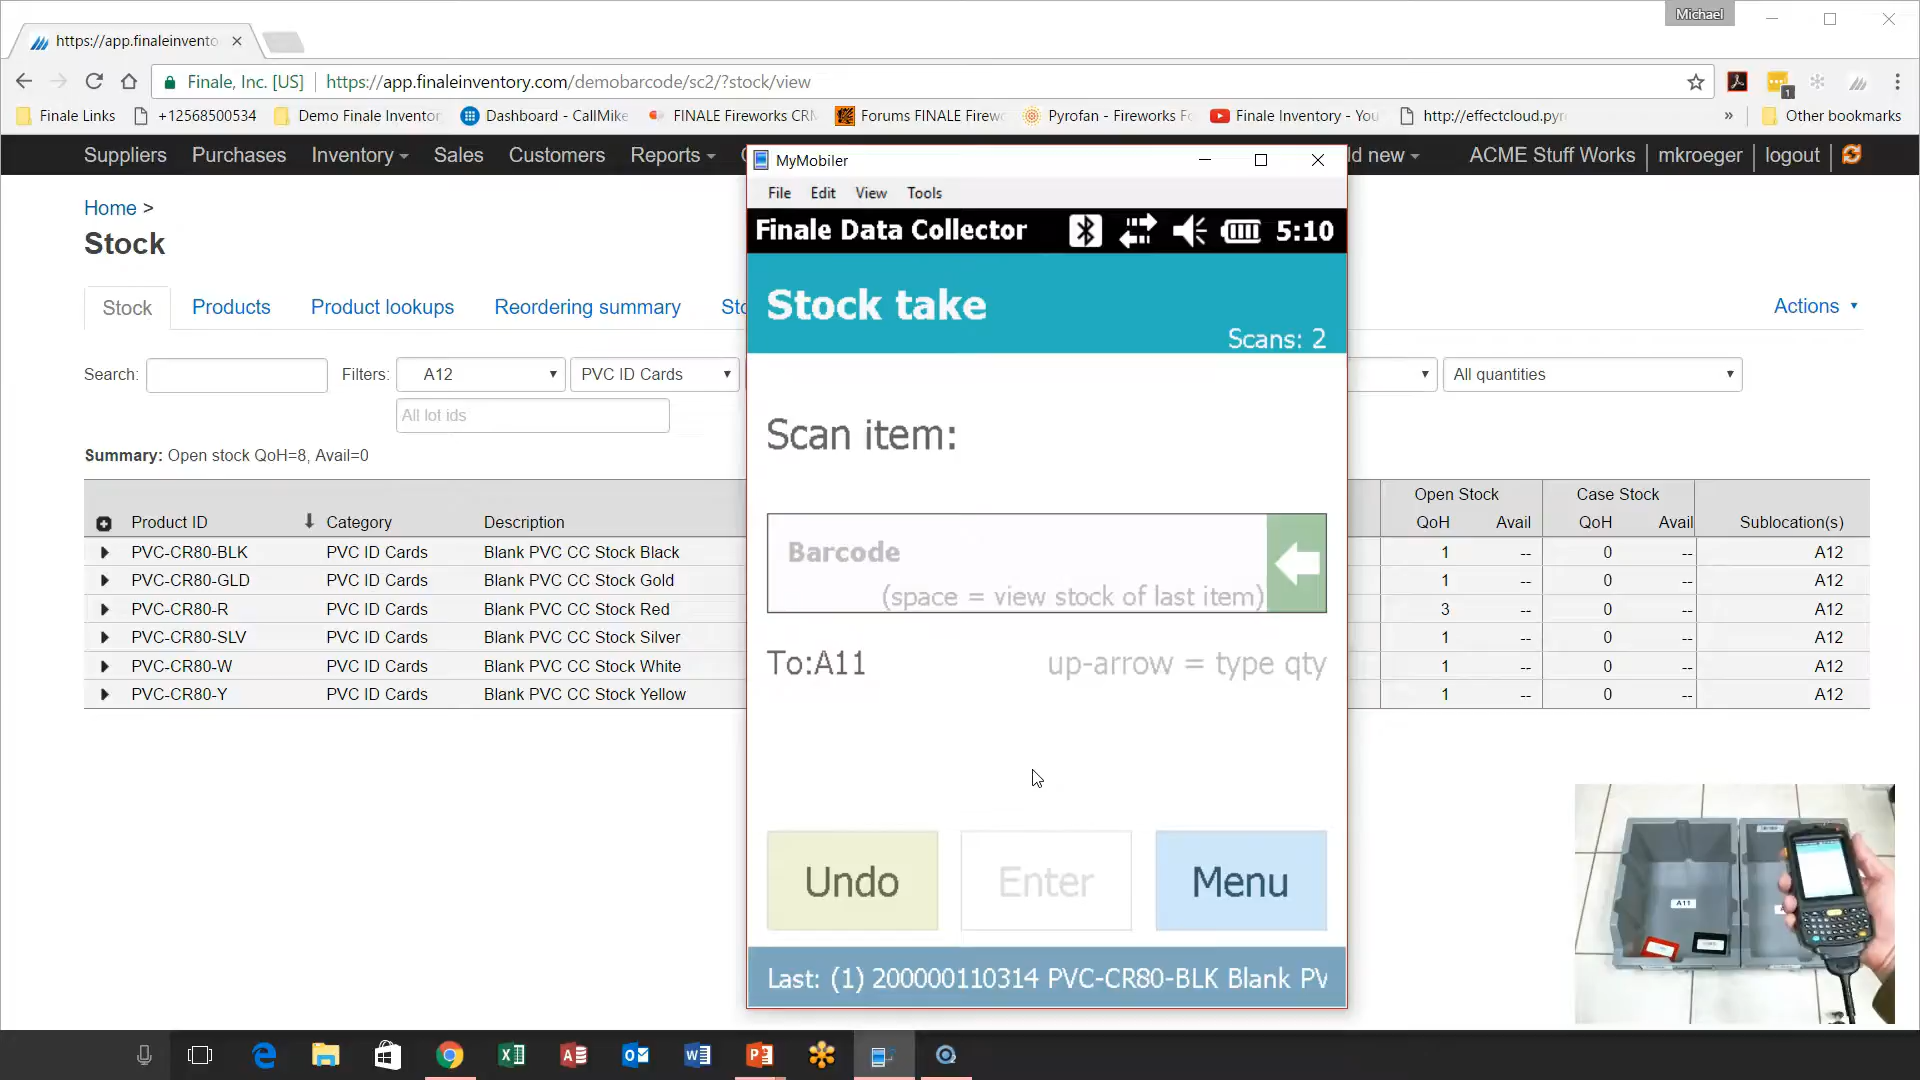 Michael
https://app.finaleinvento
Finale, Inc. [US]
https://app.finaleinventory.com/demobarcode/sc2/?stock/view
1
Finale Links
+12568500534
Demo Finale Inventor
Dashboard - CallMike
FINALE Fireworks CRM
Forums FINALE Firew
Pyrofan - Fireworks F
Finale Inventory - You
http://effectcloud.pyr
»
Other bookmarks
Suppliers
Purchases
Inventory
Sales
Customers
Reports
ld new
ACME Stuff Works
mkroeger
logout
Home >
Stock
Stock
Products
Product lookups
Reordering summary
Sto
Actions
Search:
Filters:
A12
PVC ID Cards
All quantities
All lot ids
Summary: Open stock QoH=8, Avail=0
Open Stock
Case Stock
Product ID
Category
Description
QoH
Avail
QoH
Avail
Sublocation(s)
PVC-CR80-BLK PVC ID Cards Blank PVC CC Stock Black 1 -- 0 -- A12
PVC-CR80-GLD PVC ID Cards Blank PVC CC Stock Gold 1 -- 0 -- A12
PVC-CR80-R PVC ID Cards Blank PVC CC Stock Red 3 -- 0 -- A12
PVC-CR80-SLV PVC ID Cards Blank PVC CC Stock Silver 1 -- 0 -- A12
PVC-CR80-W PVC ID Cards Blank PVC CC Stock White 1 -- 0 -- A12
PVC-CR80-Y PVC ID Cards Blank PVC CC Stock Yellow 1 -- 0 -- A12
MyMobiler
File Edit View Tools
Finale Data Collector
5:10
Stock take
Scans: 2
Scan item:
Barcode
(space = view stock of last item)
To:A11
up-arrow = type qty
Undo
Enter
Menu
Last: (1) 200000110314 PVC-CR80-BLK Blank PV
A11